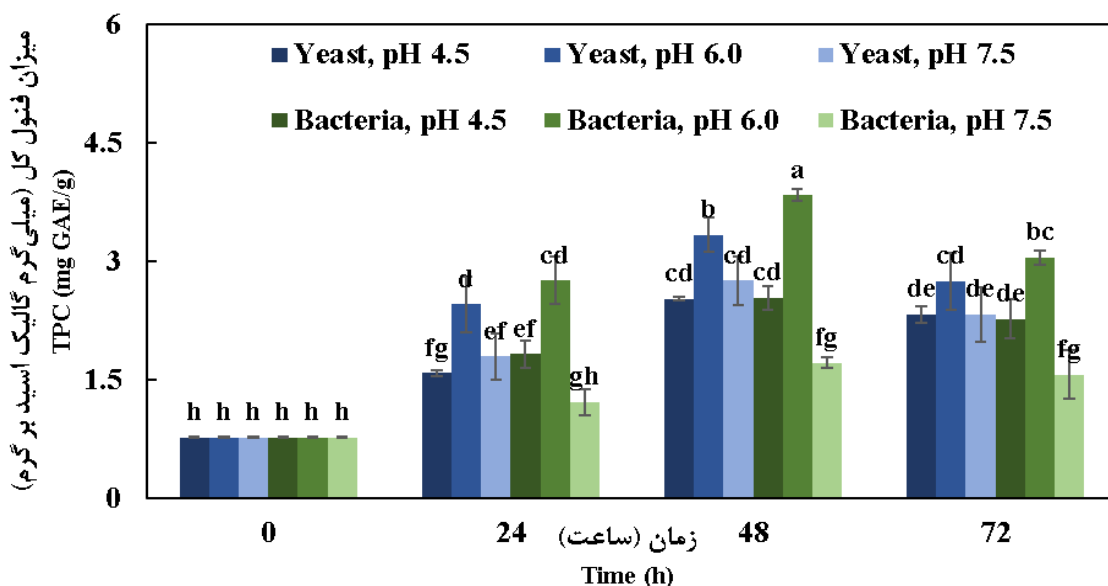 میزان فنول کل (میلی‌گرم گالیک اسید بر گرم)
TPC (mg GAE/g)
6
4.5
3
1.5
0
Yeast, pH 4.5 Yeast, pH 6.0 Yeast, pH 7.5
Bacteria, pH 4.5 Bacteria, pH 6.0 Bacteria, pH 7.5
h h h h h h
fg d ef ef cd gh
cd b cd cd a fg
de cd de de bc fg
0 24 48 72
زمان (ساعت)
Time (h)